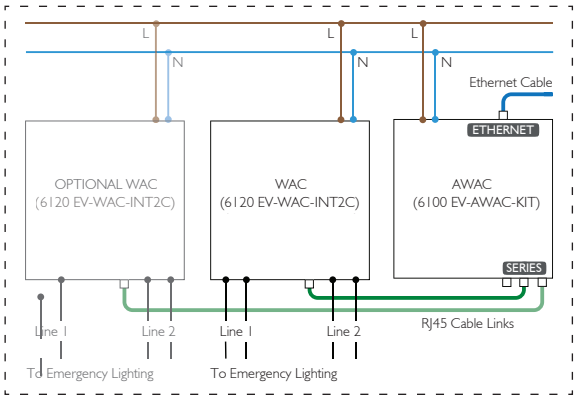 L
L
L
N
N
N
Ethernet Cable
ETHERNET
OPTIONAL WAC
(6120 EV-WAC-INT2C)
WAC
(6120 EV-WAC-INT2C)
AWAC
(6100 EV-AWAC-KIT)
SERIES
Line 1
Line 2
Line 1
Line 2
RJ45 Cable Links
To Emergency Lighting
To Emergency Lighting